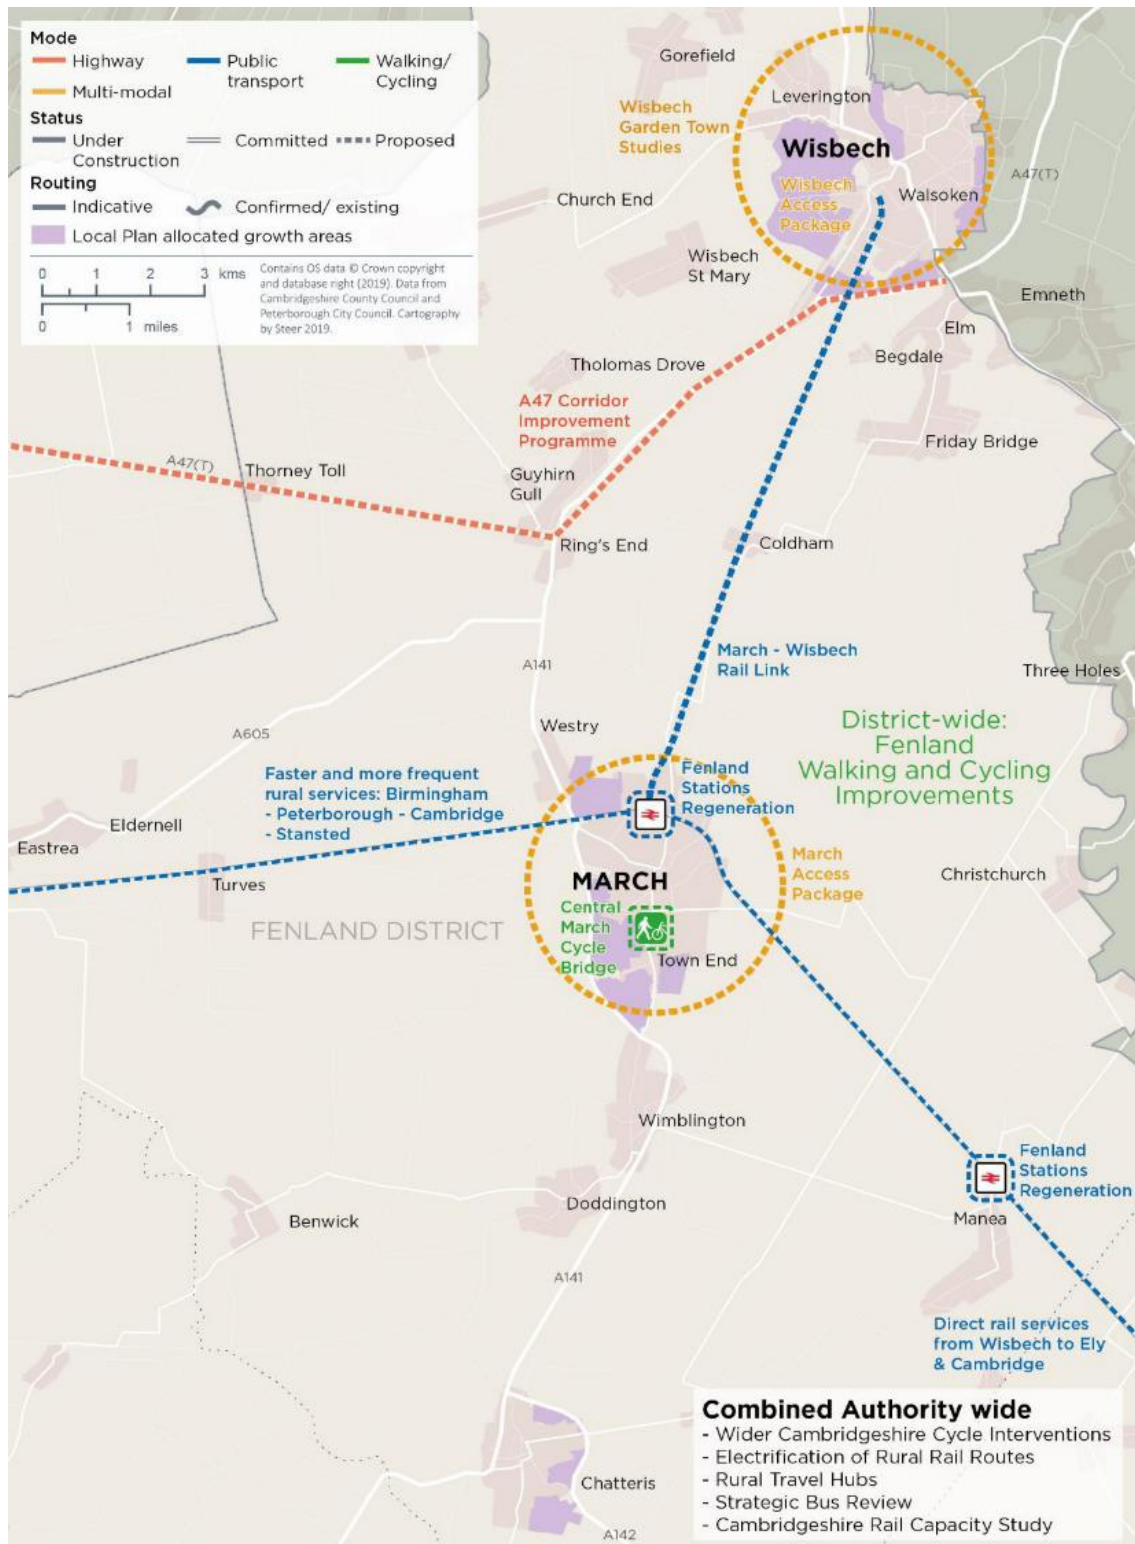 Mode
Highway
Public
transport
Walking/
Cycling
Multi-modal
Status
Under
Construction
Committed
Proposed
Routing
Indicative
Confirmed/ existing
Local Plan allocated growth areas
0 1 2 3 kms
0 1 miles
Contains OS data © Crown copyright
and database right (2019). Data from
Cambridgeshire County Council and
Peterborough City Council. Cartography
by Steer 2019.
Gorefield
Leverington
Wisbech
Garden Town
Studies
Wisbech
A47(T)
Wisbech
Access
Package
Walsoken
Church End
Wisbech
St Mary
Emneth
Elm
Begdale
Tholomas Drove
A47 Corridor
Improvement
Programme
Friday Bridge
A47(T)
Thorney Toll
Guyhirn
Gull
Ring's End
Coldham
March - Wisbech
Rail Link
A141
Three Holes
Westry
A605
District-wide:
Fenland
Walking and Cycling
Improvements
Faster and more frequent
rural services: Birmingham
- Peterborough - Cambridge
- Stansted
Fenland
Stations
Regeneration
Eldernell
Eastrea
Turves
MARCH
March
Access
Package
Christchurch
FENLAND DISTRICT
Central
March
Cycle
Bridge
Town End
Wimblington
Fenland
Stations
Regeneration
Doddington
Benwick
Manea
A141
Direct rail services
from Wisbech to Ely
& Cambridge
Chatteris
A142
Combined Authority wide
- Wider Cambridgeshire Cycle Interventions
- Electrification of Rural Rail Routes
- Rural Travel Hubs
- Strategic Bus Review
- Cambridgeshire Rail Capacity Study